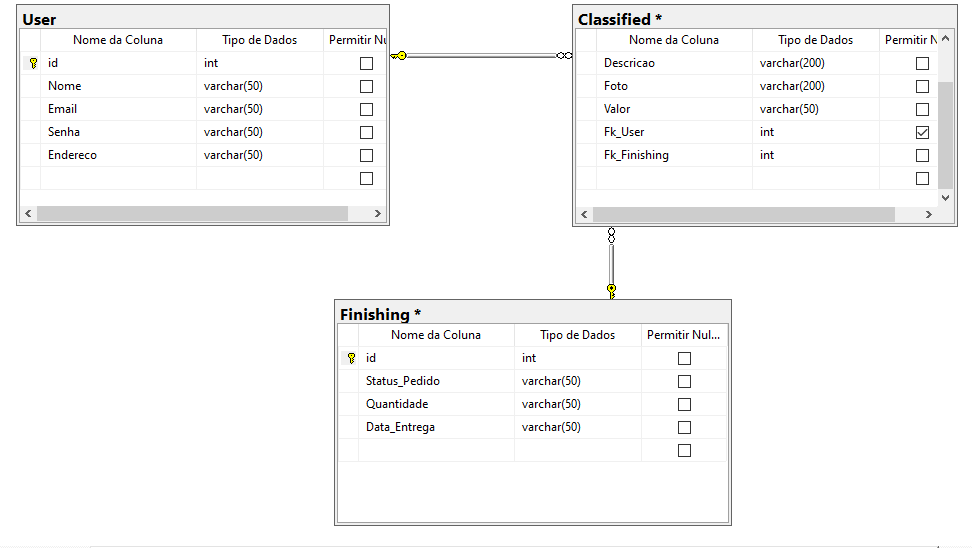 User
Nome da Coluna Tipo de Dados Permitir Nu
id int
Nome varchar(50)
Email varchar(50)
Senha varchar(50)
Endereco varchar(50)
Classified *
Nome da Coluna Tipo de Dados Permitir N
Descricao varchar(200)
Foto varchar(200)
Valor varchar(50)
Fk_User int
Fk_Finishing int
Finishing *
Nome da Coluna Tipo de Dados Permitir Nul...
id int
Status_Pedido varchar(50)
Quantidade varchar(50)
Data_Entrega varchar(50)